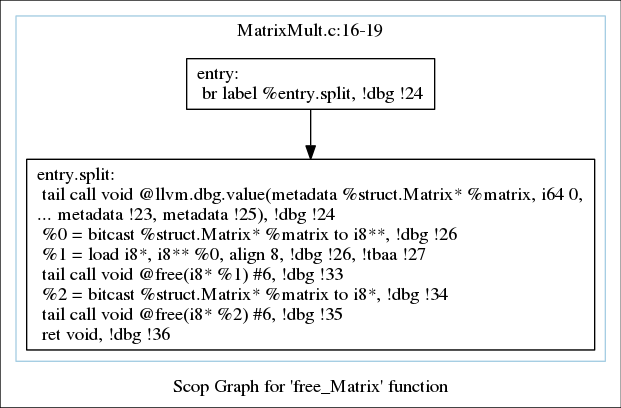 MatrixMult.c:16-19
entry:
br label %entry.split, !dbg !24
entry.split:
tail call void @llvm.dbg.value(metadata %struct.Matrix* %matrix, i64 0,
... metadata !23, metadata !25), !dbg !24
%0 = bitcast %struct.Matrix* %matrix to i8**, !dbg !26
%1 = load i8*, i8** %0, align 8, !dbg !26, !tbaa !27
tail call void @free(i8* %1) #6, !dbg !33
%2 = bitcast %struct.Matrix* %matrix to i8*, !dbg !34
tail call void @free(i8* %2) #6, !dbg !35
ret void, !dbg !36
Scop Graph for 'free_Matrix' function